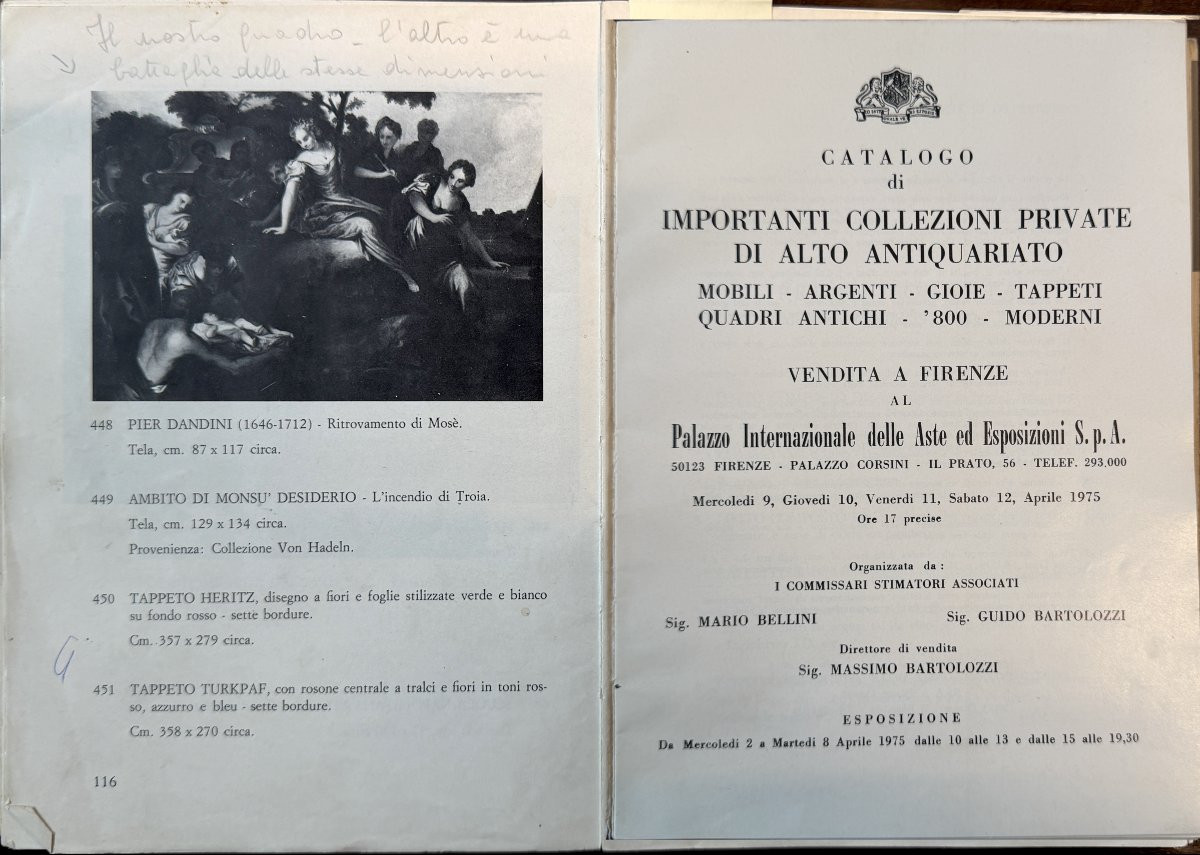 Il nostro quadro - l'altro è una
battaglia delle stesse dimensioni
448 PIER DANDINI (1646-1712) - Ritrovamento di Mosè.
Tela, cm. 87 x 117 circa.
449 AMBITO DI MONSU' DESIDERIO - L'incendio di Troia.
Tela, cm. 129 x 134 circa.
Provenienza: Collezione Von Hadeln.
450 TAPPETO HERITZ, disegno a fiori e foglie stilizzate verde e bianco
su fondo rosso - sette bordure.
Cm. 357 x 279 circa.
451 TAPPETO TURKPAF, con rosone centrale a tralci e fiori in toni ros-
so, azzurro e bleu - sette bordure.
Cm. 358 x 270 circa.
116
CATALOGO
di
IMPORTANTI COLLEZIONI PRIVATE
DI ALTO ANTIQUARIATO
MOBILI - ARGENTI - GIOIE - TAPPETI
QUADRI ANTICHI - '800 - MODERNI
VENDITA A FIRENZE
AL
Palazzo Internazionale delle Aste ed Esposizioni S.p.A.
50123 FIRENZE - PALAZZO CORSINI - IL PRATO, 56 - TELEF. 293.000
Mercoledi 9, Giovedi 10, Venerdi 11, Sabato 12, Aprile 1975
Ore 17 precise
Organizzata da :
I COMMISSARI STIMATORI ASSOCIATI
Sig. MARIO BELLINI Sig. GUIDO BARTOLOZZI
Direttore di vendita
Sig. MASSIMO BARTOLOZZI
ESPOSIZIONE
Da Mercoledi 2 a Martedi 8 Aprile 1975 dalle 10 alle 13 e dalle 15 alle 19,30